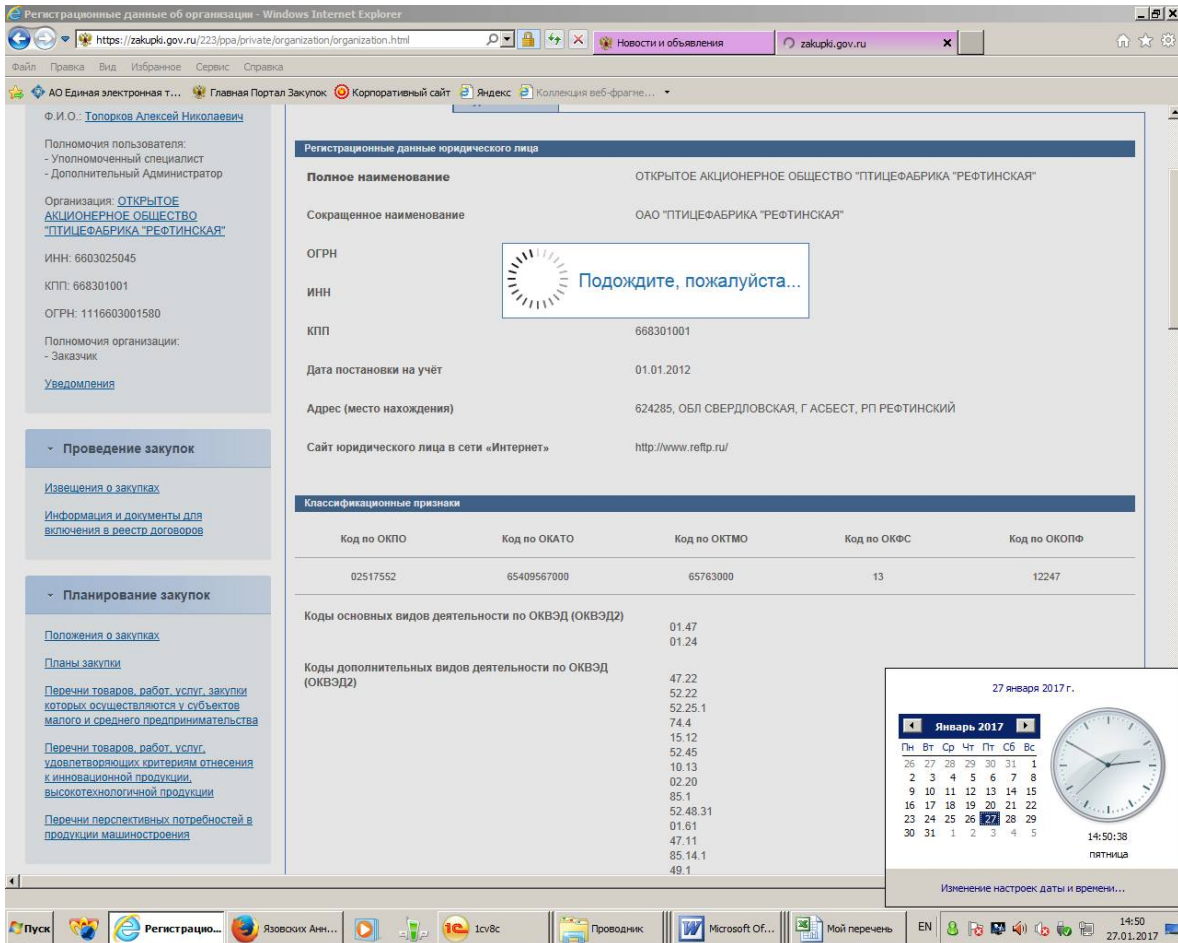 Регистрационные данные об организации - Windows Internet Explorer
https://zakupki.gov.ru/223/ppa/private/organization/organization.html
Новости и объявления
zakupki.gov.ru
Файл Правка Вид Избранное Сервис Справка
АО Единая электронная т... Главная Портал Закупок Корпоративный сайт Яндекс Коллекция веб-фрагме...
Ф.И.О.: Топорков Алексей Николаевич
Полномочия пользователя:
- Уполномоченный специалист
- Дополнительный Администратор
Организация: ОТКРЫТОЕ
АКЦИОНЕРНОЕ ОБЩЕСТВО
"ПТИЦЕФАБРИКА "РЕФТИНСКАЯ"
ИНН: 6603025045
КПП: 668301001
ОГРН: 1116603001580
Полномочия организации:
- Заказчик
Уведомления
Проведение закупок
Извещения о закупках
Информация и документы для
включения в реестр договоров
Планирование закупок
Положения о закупках
Планы закупки
Перечни товаров, работ, услуг, закупки
которых осуществляются у субъектов
малого и среднего предпринимательства
Перечни товаров, работ, услуг,
удовлетворяющих критериям отнесения
к инновационной продукции,
высокотехнологичной продукции
Перечни перспективных потребностей в
продукции машиностроения
Регистрационные данные юридического лица
Полное наименование ОТКРЫТОЕ АКЦИОНЕРНОЕ ОБЩЕСТВО "ПТИЦЕФАБРИКА "РЕФТИНСКАЯ"
Сокращенное наименование ОАО "ПТИЦЕФАБРИКА "РЕФТИНСКАЯ"
ОГРН
Подождите, пожалуйста...
ИНН
КПП 668301001
Дата постановки на учёт 01.01.2012
Адрес (место нахождения) 624285, ОБЛ СВЕРДЛОВСКАЯ, Г АСБЕСТ, РП РЕФТИНСКИЙ
Сайт юридического лица в сети «Интернет» http://www.reftp.ru/
Классификационные признаки
Код по ОКПО Код по ОКАТО Код по ОКТМО Код по ОКФС Код по ОКОПФ
02517552 65409567000 65763000 13 12247
Коды основных видов деятельности по ОКВЭД (ОКВЭД2)
01.47
01.24
Коды дополнительных видов деятельности по ОКВЭД
(ОКВЭД2)
47.22
52.22
52.25.1
74.4
15.12
52.45
10.13
02.20
85.1
52.48.31
01.61
47.11
85.14.1
49.1
27 января 2017 г.
Январь 2017
Пн Вт Ср Чт Пт Сб Вс
26 27 28 29 30 31 1
2 3 4 5 6 7 8
9 10 11 12 13 14 15
16 17 18 19 20 21 22
23 24 25 26 27 28 29
30 31 1 2 3 4 5
14:50:38
пятница
Изменение настроек даты и времени...
Пуск
Регистрацио...
Язовских Анн...
1cv8c
Проводник
Microsoft Of...
Мой перечень
EN
14:50
27.01.2017